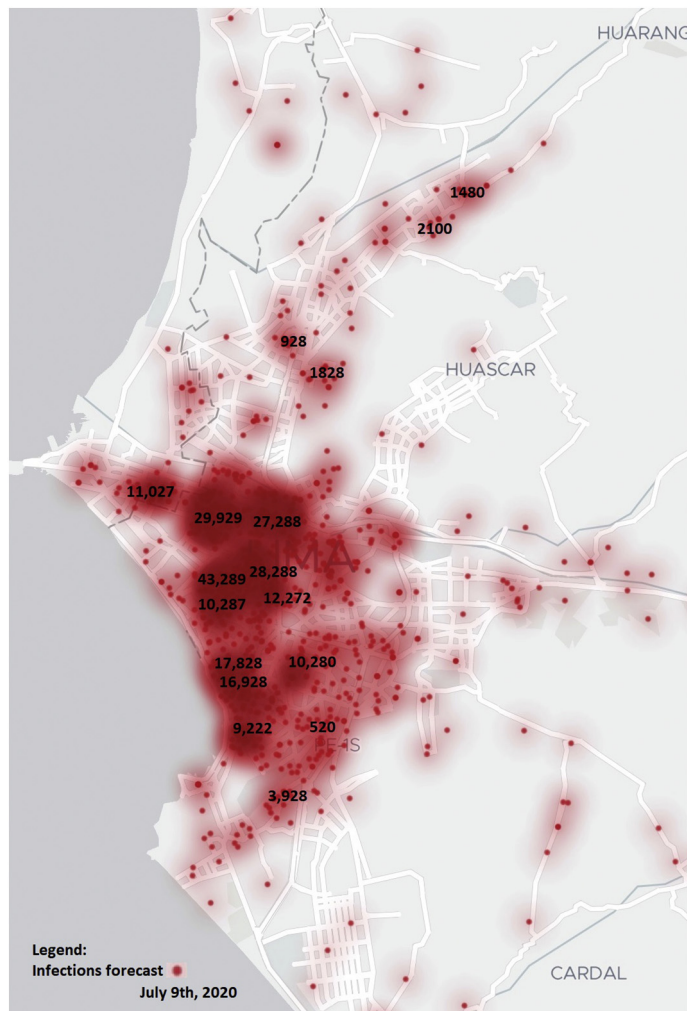 HUARANG
1480
2100
928
1828
HUASCAR
11,027
29,929
27,288
IMA
28,288
43,289
10,287
12,272
17,828
10,280
16,928
9,222
520
3,928
Legend:
Infections forecast
July 9th, 2020
CARDAL